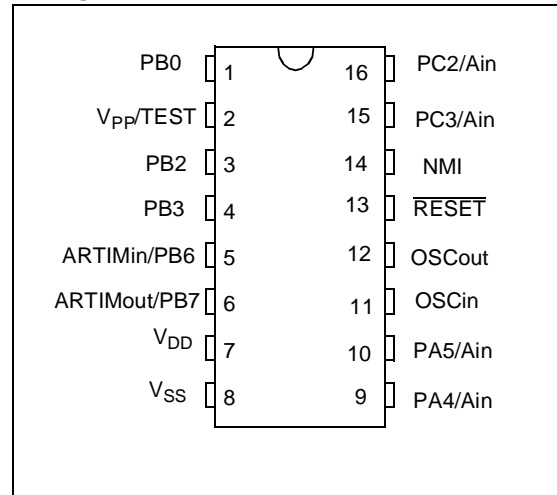 PB0 1 16 PC2/Ain
VPP/TEST 2 15 PC3/Ain
PB2 3 14 NMI
PB3 4 13 RESET
ARTIMin/PB6 5 12 OSCout
ARTIMout/PB7 6 11 OSCin
VDD 7 10 PA5/Ain
VSS 8 9 PA4/Ain